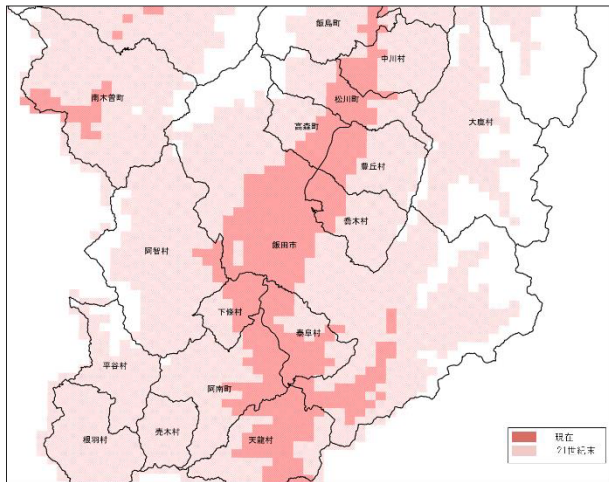 飯島町
中川村
南木曽町
松川町
高森町
大鹿村
豊丘村
喬木村
阿智村
飯田市
下條村
泰阜村
平谷村
阿南町
売木村
根羽村
天龍村
現在
21世紀末